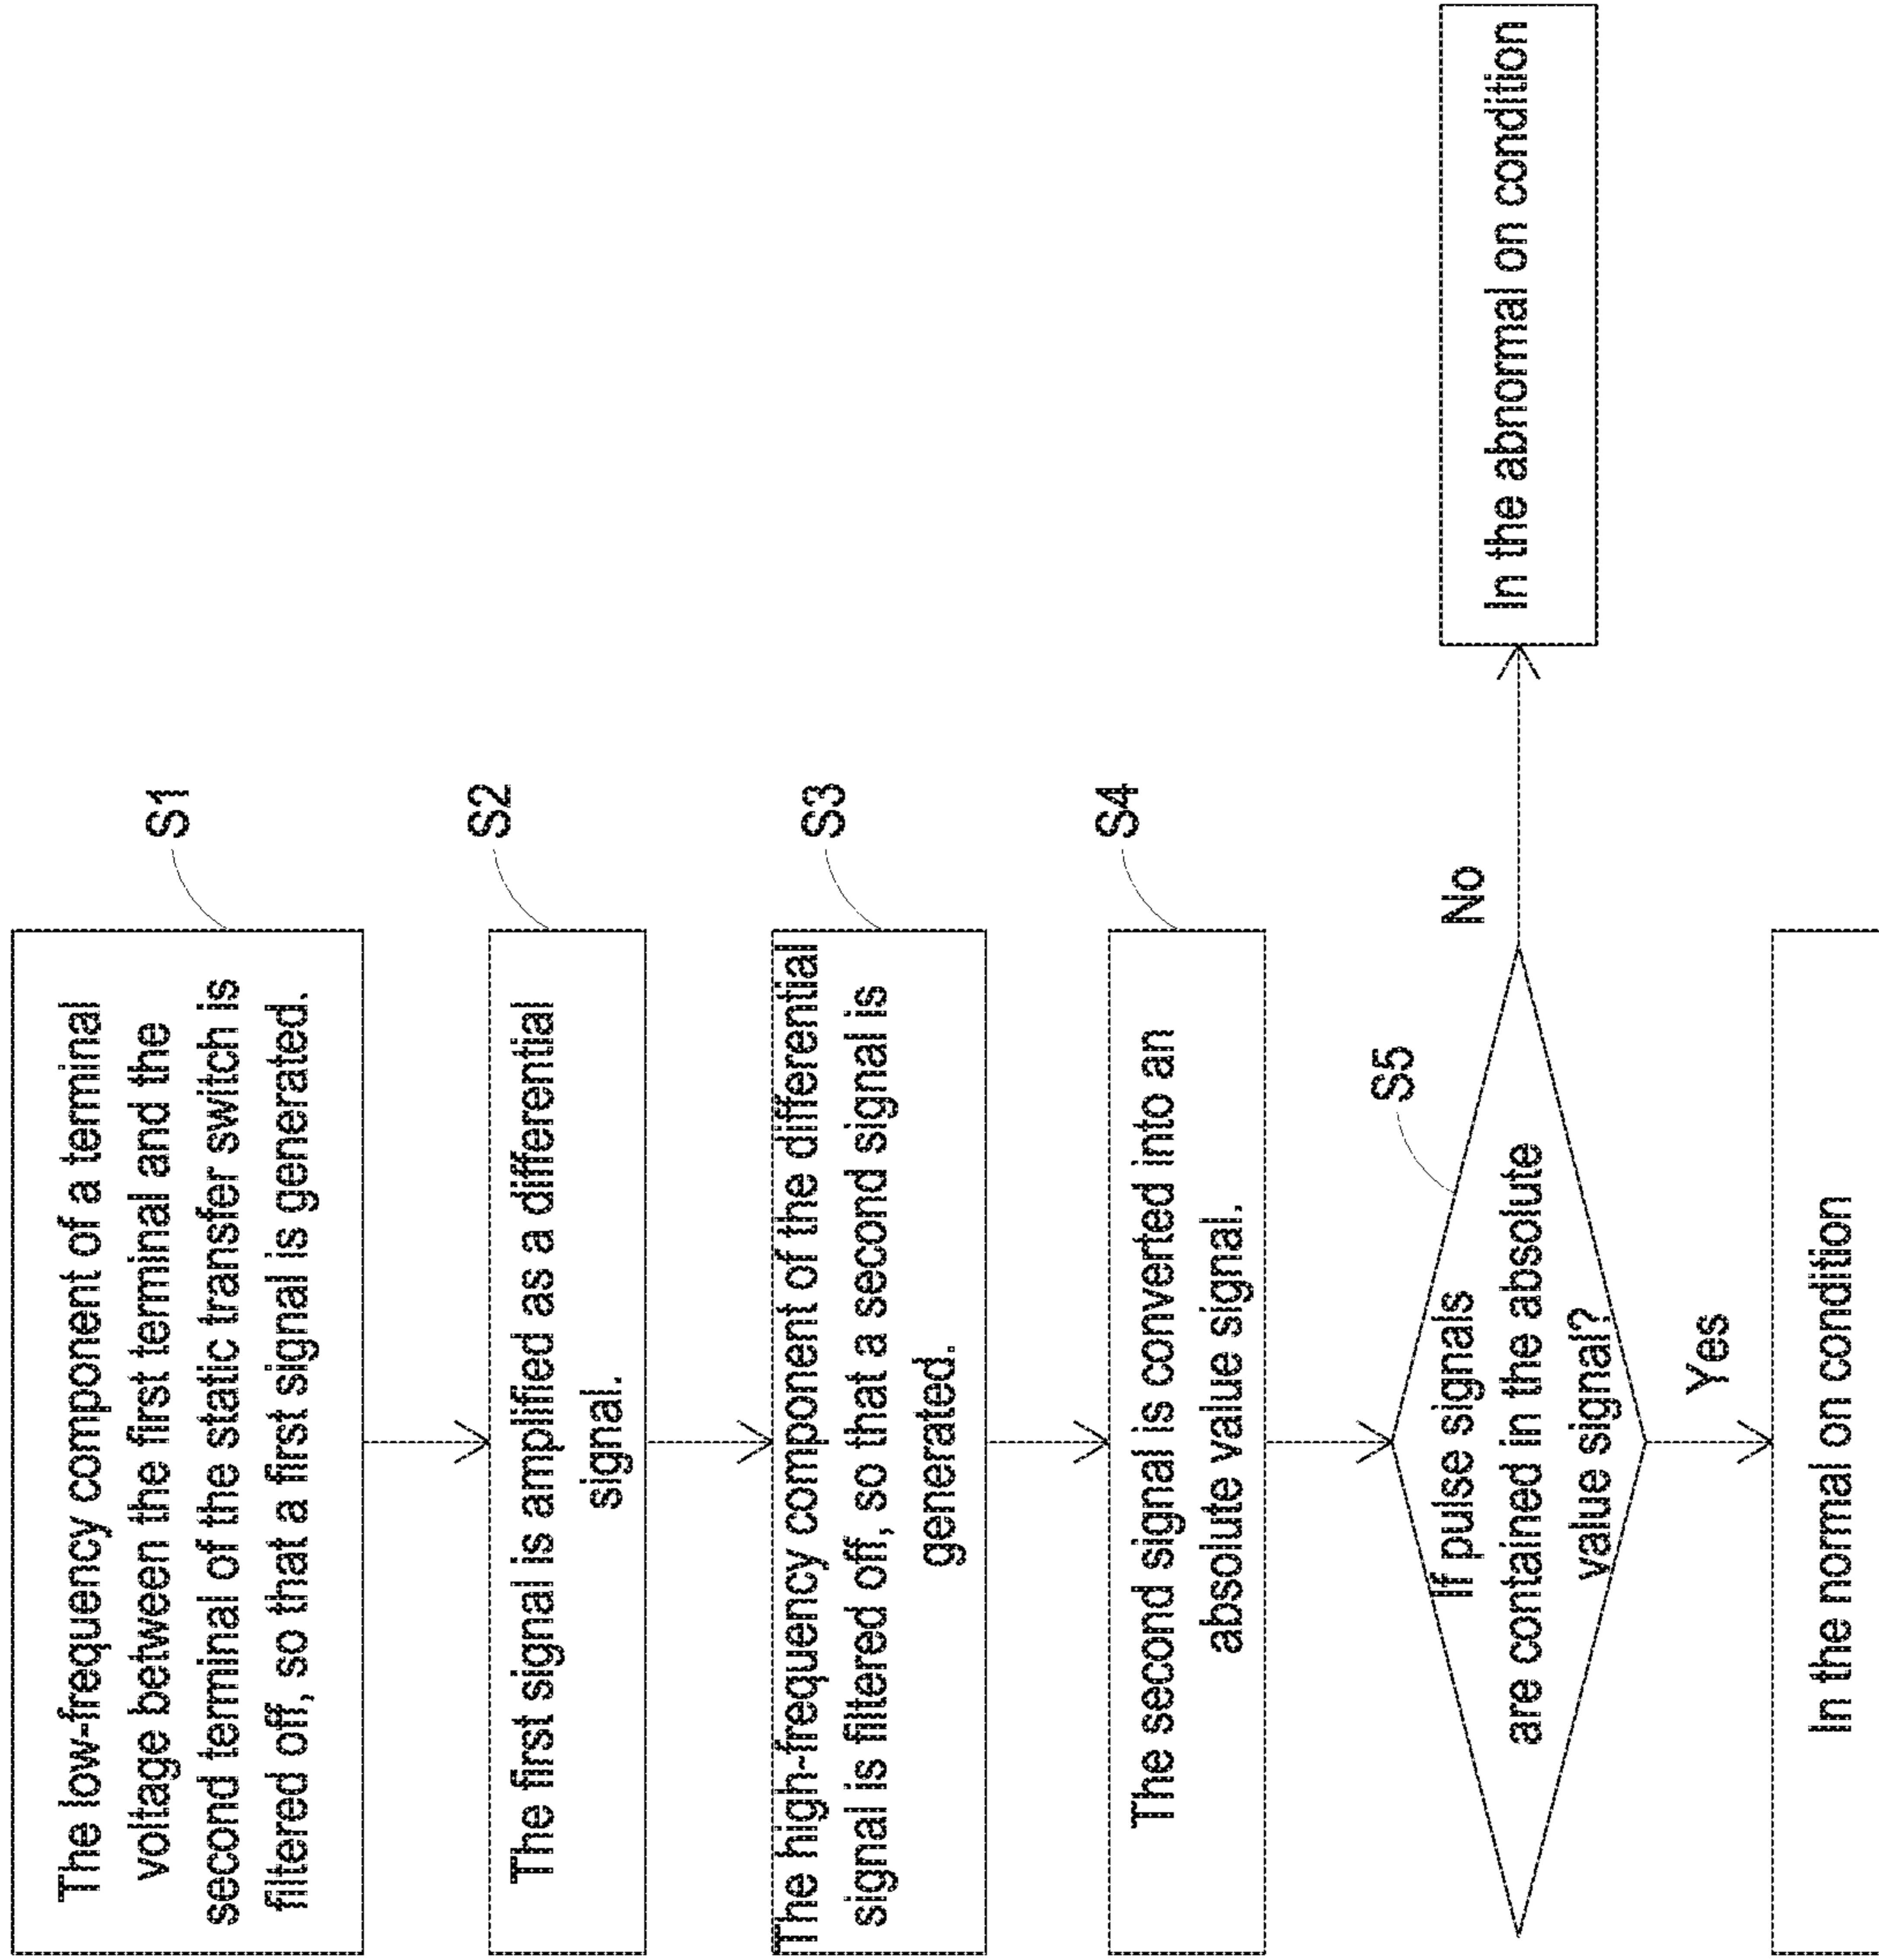 The low-frequency component of a terminal
voltage between the first terminal and the
second terminal of the static transfer switch is
filtered off, so that a first signal is generated.
S1
The first signal is amplified as a differential
signal.
S2
The high-frequency component of the differential
signal is filtered off, so that a second signal is
generated.
S3
The second signal is converted into an
absolute value signal.
S4
If pulse signals
are contained in the absolute
value signal?
S5
No
In the abnormal on condition
Yes
In the normal on condition